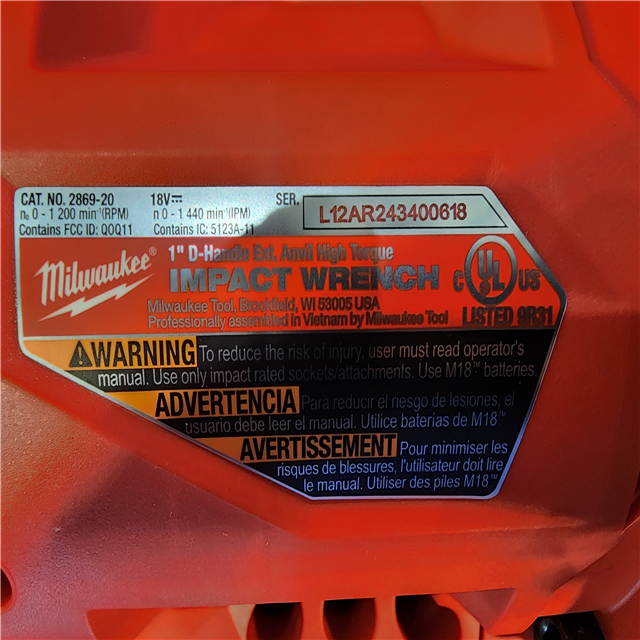 CAT. NO. 2869-20 18V⎓ SER. L12AR243400618
n₀ 0 - 1 200 min⁻¹(RPM) n 0 - 1 440 min⁻¹(IPM)
Contains FCC ID: QOQ11 Contains IC: 5123A-11
Milwaukee®
1" D-Handle Ext. Anvil High Torque
IMPACT WRENCH
Milwaukee Tool, Brookfield, WI 53005 USA
Professionally assembled in Vietnam by Milwaukee Tool
C UL® US
LISTED 9R31
⚠WARNING To reduce the risk of injury, user must read operator's
manual. Use only impact rated sockets/attachments. Use M18™ batteries.
ADVERTENCIA Para reducir el riesgo de lesiones, el
usuario debe leer el manual. Utilice baterias de M18™
AVERTISSEMENT Pour minimiser les
risques de blessures, l'utilisateur doit lire
le manual. Utiliser des piles M18™